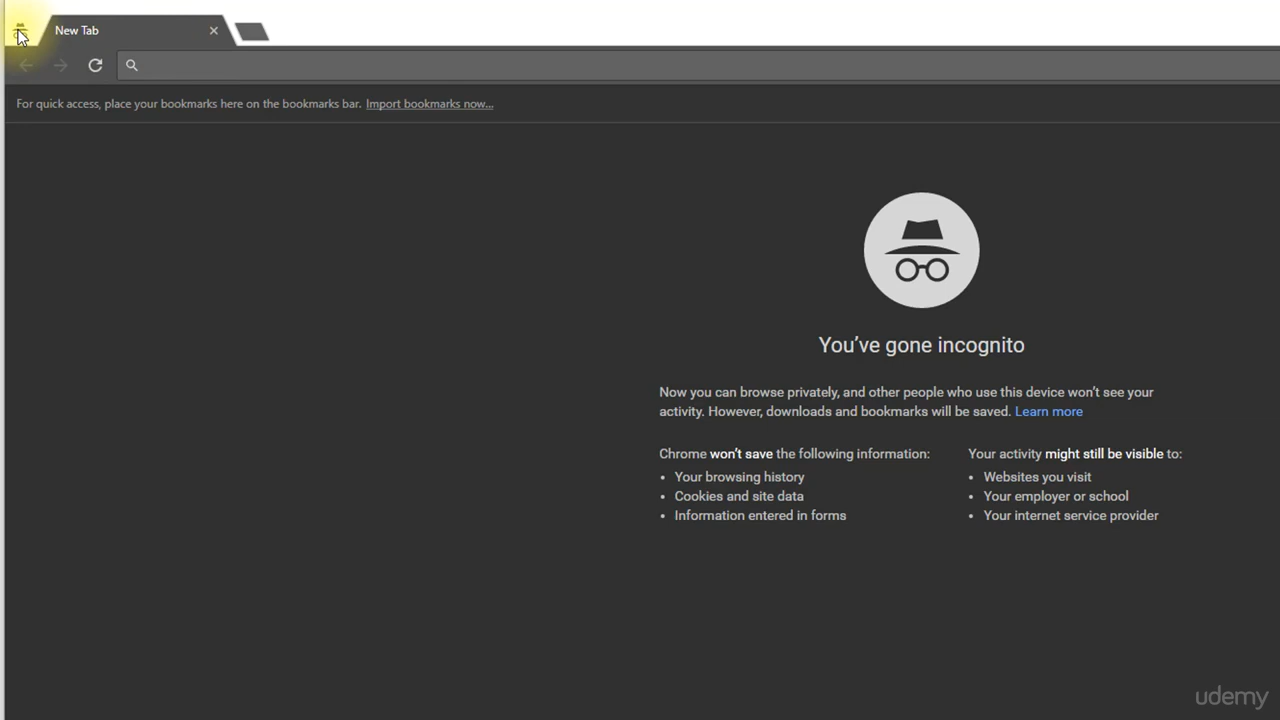 New Tab
For quick access, place your bookmarks here on the bookmarks bar. Import bookmarks now...
You've gone incognito
Now you can browse privately, and other people who use this device won't see your
activity. However, downloads and bookmarks will be saved. Learn more
Chrome won't save the following information:
• Your browsing history
• Cookies and site data
• Information entered in forms
Your activity might still be visible to:
• Websites you visit
• Your employer or school
• Your internet service provider
udemy